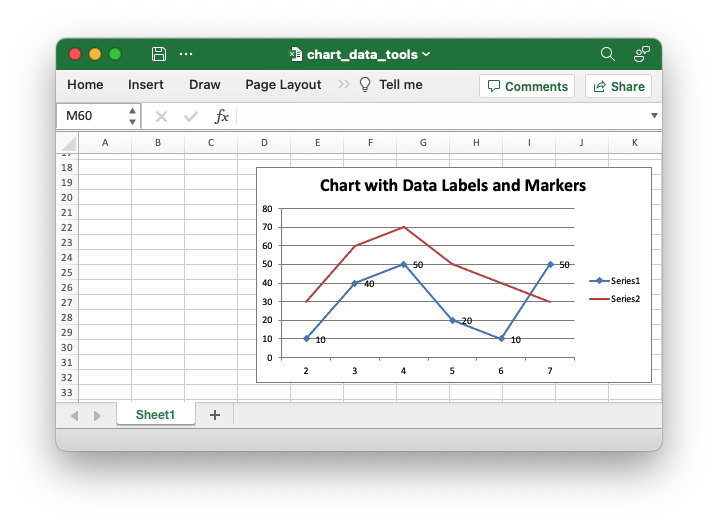 chart_data_tools
Home Insert Draw Page Layout Tell me Comments Share
M60 fx
A B C D E F G H I J K
18
19
20
21
22
23
24
25
26
27
28
29
30
31
32
33
Chart with Data Labels and Markers
80
70
60
50
40
30
20
10
0
10 40 50 20 10 50
2 3 4 5 6 7
Series1
Series2
Sheet1 +